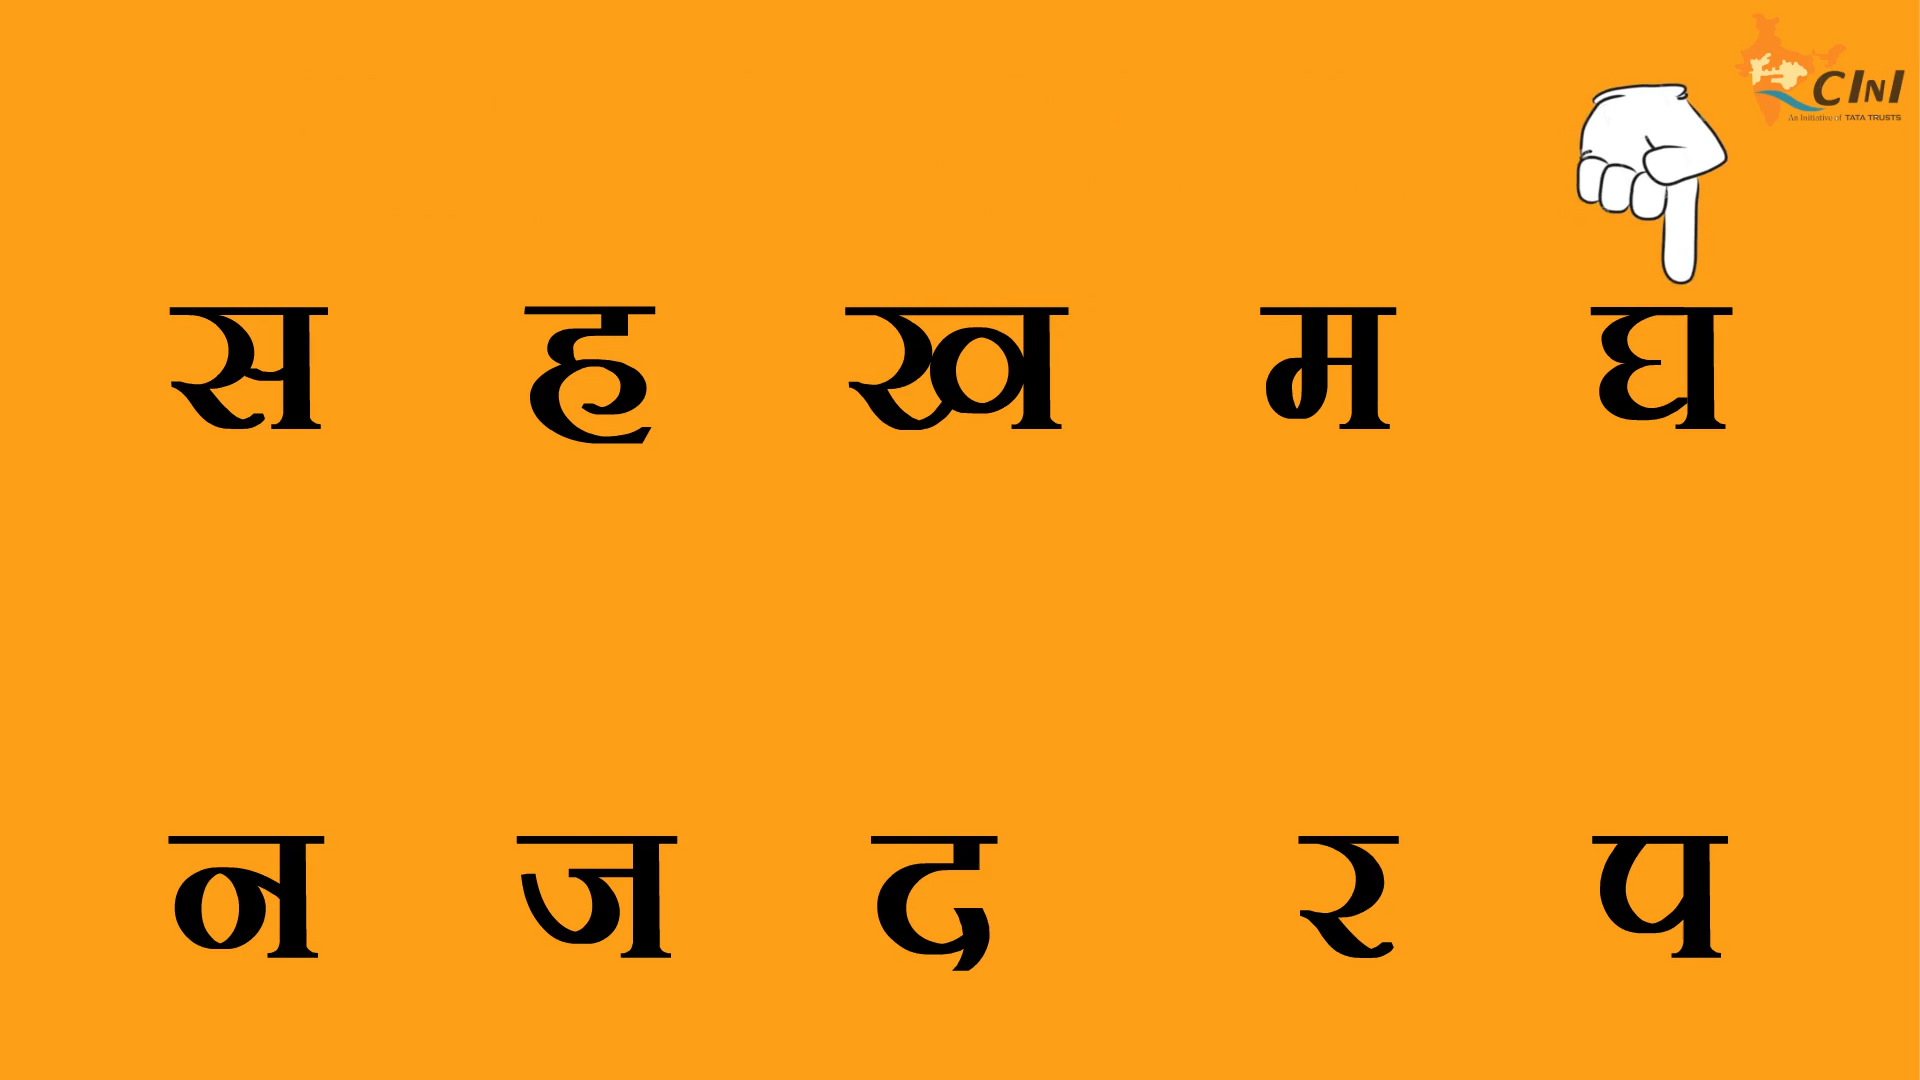 CInI
An Initiative of TATA TRUSTS
स ह ख म घ
न ज द र प